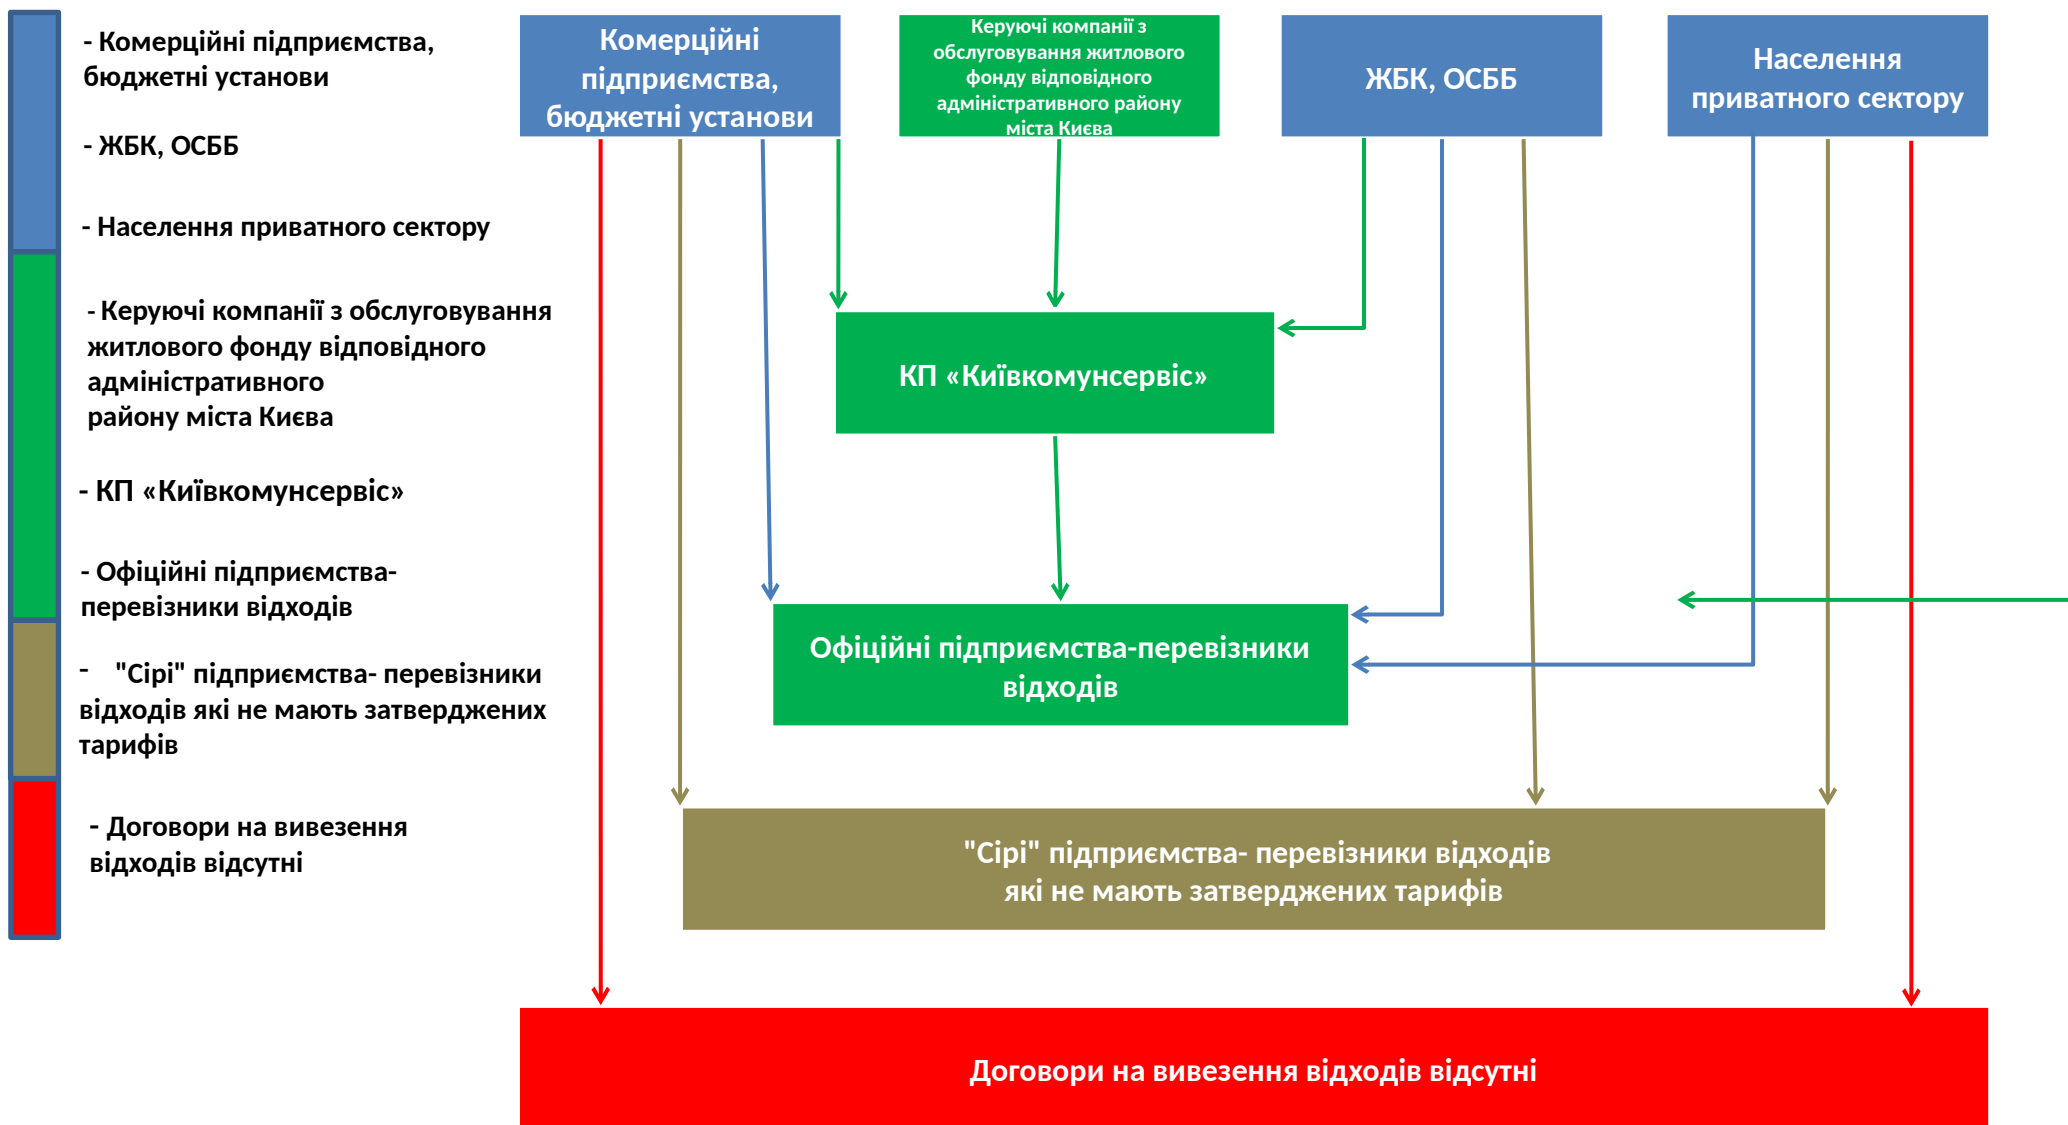 - Комерційні підприємства,
бюджетні установи
- ЖБК, ОСББ
- Населення приватного сектору
- Керуючі компанії з обслуговування
житлового фонду відповідного
адміністративного
району міста Києва
- КП «Київкомунсервіс»
- Офіційні підприємства-
перевізники відходів
- "Сірі" підприємства- перевізники
відходів які не мають затверджених
тарифів
- Договори на вивезення
відходів відсутні
Комерційні
підприємства,
бюджетні установи
Керуючі компанії з
обслуговування житлового
фонду відповідного
адміністративного району
міста Києва
ЖБК, ОСББ
Населення
приватного сектору
КП «Київкомунсервіс»
Офіційні підприємства-перевізники
відходів
"Сірі" підприємства- перевізники відходів
які не мають затверджених тарифів
Договори на вивезення відходів відсутні